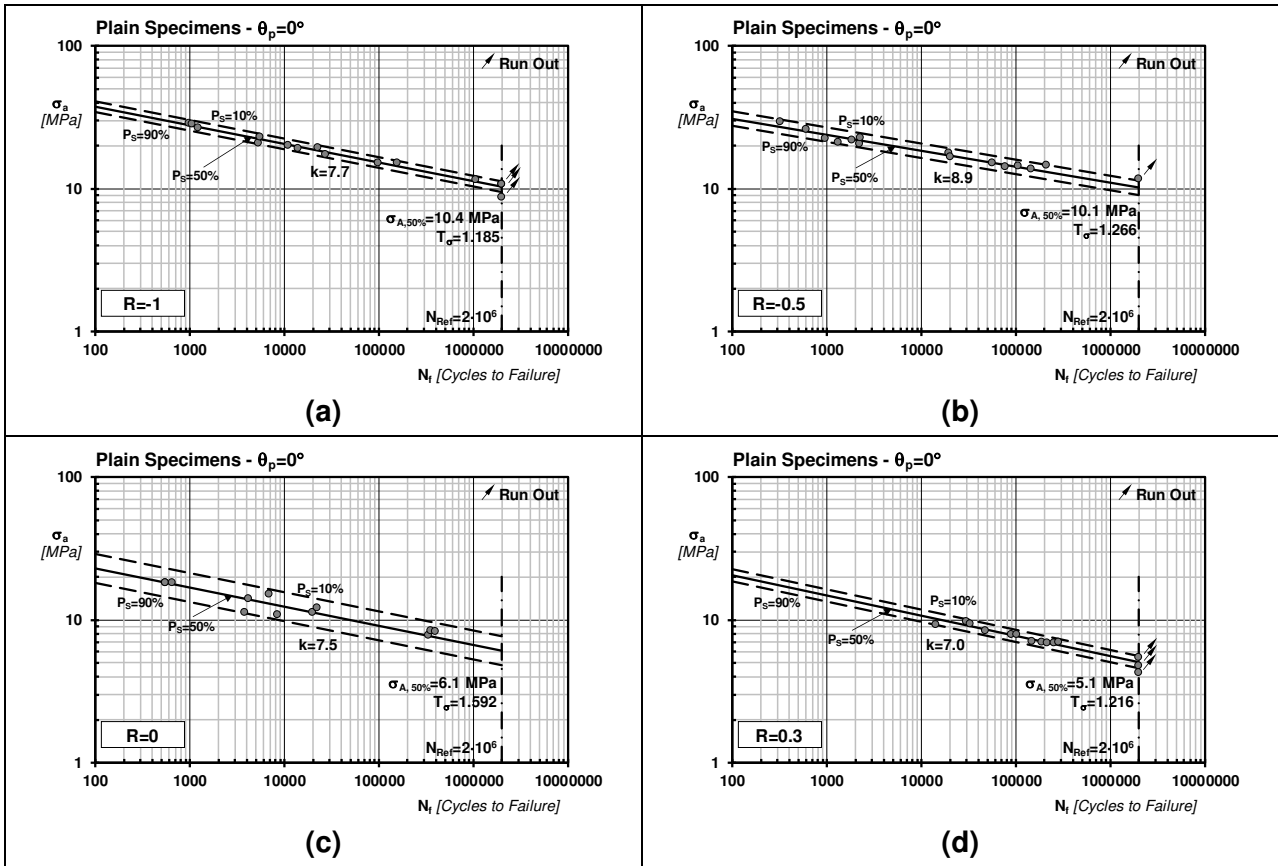 Plain Specimens - θp=0°
100
Run Out
σa
[MPa]
PS=10%
PS=90%
PS=50%
k=7.7
10
σA,50%=10.4 MPa
Tσ=1.185
R=-1
NRef=2·10⁶
1
100 1000 10000 100000 1000000 10000000
Nf [Cycles to Failure]
(a)
Plain Specimens - θp=0°
100
Run Out
σa
[MPa]
PS=10%
PS=90%
PS=50%
k=8.9
10
σA,50%=10.1 MPa
Tσ=1.266
R=-0.5
NRef=2·10⁶
1
100 1000 10000 100000 1000000 10000000
Nf [Cycles to Failure]
(b)
Plain Specimens - θp=0°
100
Run Out
σa
[MPa]
PS=10%
PS=90%
PS=50%
10
k=7.5
σA, 50%=6.1 MPa
Tσ=1.592
R=0
NRef=2·10⁶
1
100 1000 10000 100000 1000000 10000000
Nf [Cycles to Failure]
(c)
Plain Specimens - θp=0°
100
Run Out
σa
[MPa]
PS=10%
PS=90%
PS=50%
10
k=7.0
σA, 50%=5.1 MPa
Tσ=1.216
R=0.3
NRef=2·10⁶
1
100 1000 10000 100000 1000000 10000000
Nf [Cycles to Failure]
(d)